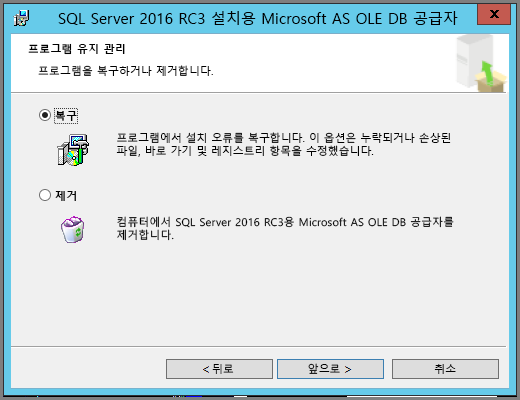 SQL Server 2016 RC3 설치용 Microsoft AS OLE DB 공급자
x
프로그램 유지 관리
프로그램을 복구하거나 제거합니다.
복구
프로그램에서 설치 오류를 복구합니다. 이 옵션은 누락되거나 손상된
파일, 바로 가기 및 레지스트리 항목을 수정했습니다.
제거
컴퓨터에서 SQL Server 2016 RC3용 Microsoft AS OLE DB 공급자를
제거합니다.
< 뒤로
앞으로 >
취소